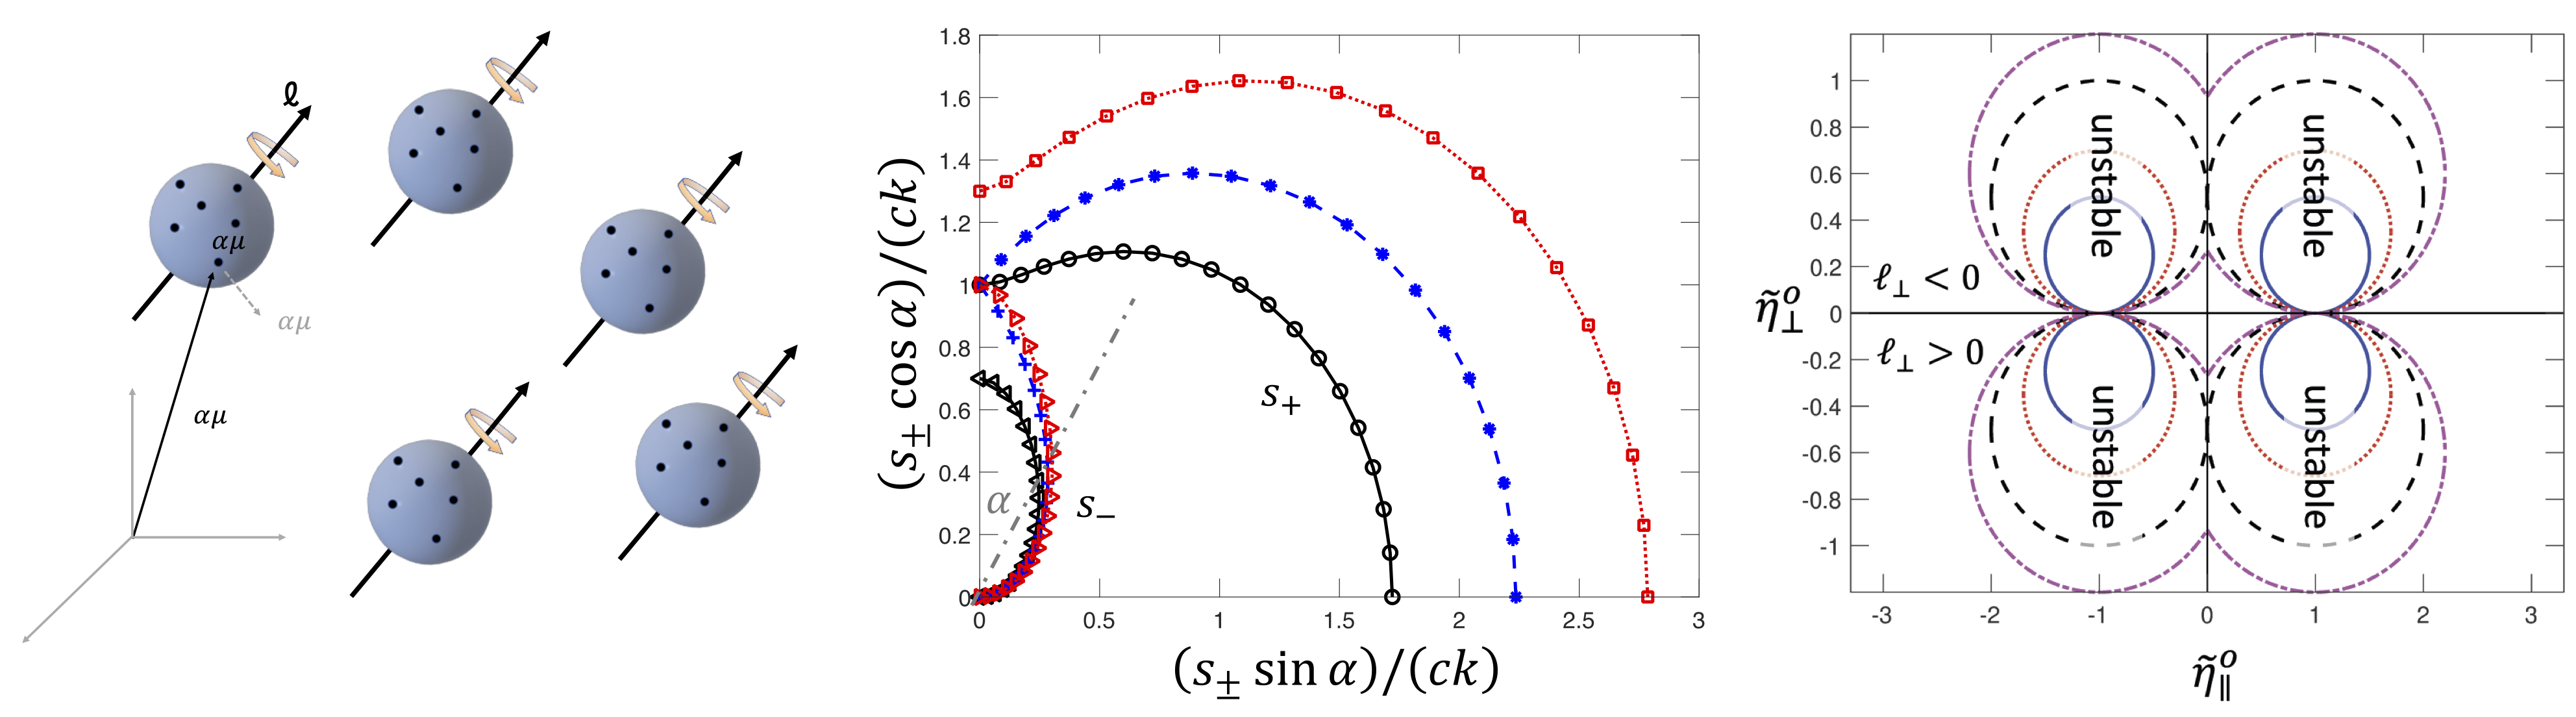 ℓ
αμ
αμ
αμ
(s± cos α)/(ck)
1.8
1.6
1.4
1.2
1
0.8
0.6
0.4
0.2
0
s₊
α
s₋
0 0.5 1 1.5 2 2.5 3
(s± sin α)/(ck)
η̃⊥ᵒ
1
0.8
0.6
0.4
0.2
0
-0.2
-0.4
-0.6
-0.8
-1
unstable unstable
ℓ⊥ < 0
ℓ⊥ > 0
unstable unstable
-3 -2 -1 0 1 2 3
η̃∥ᵒ